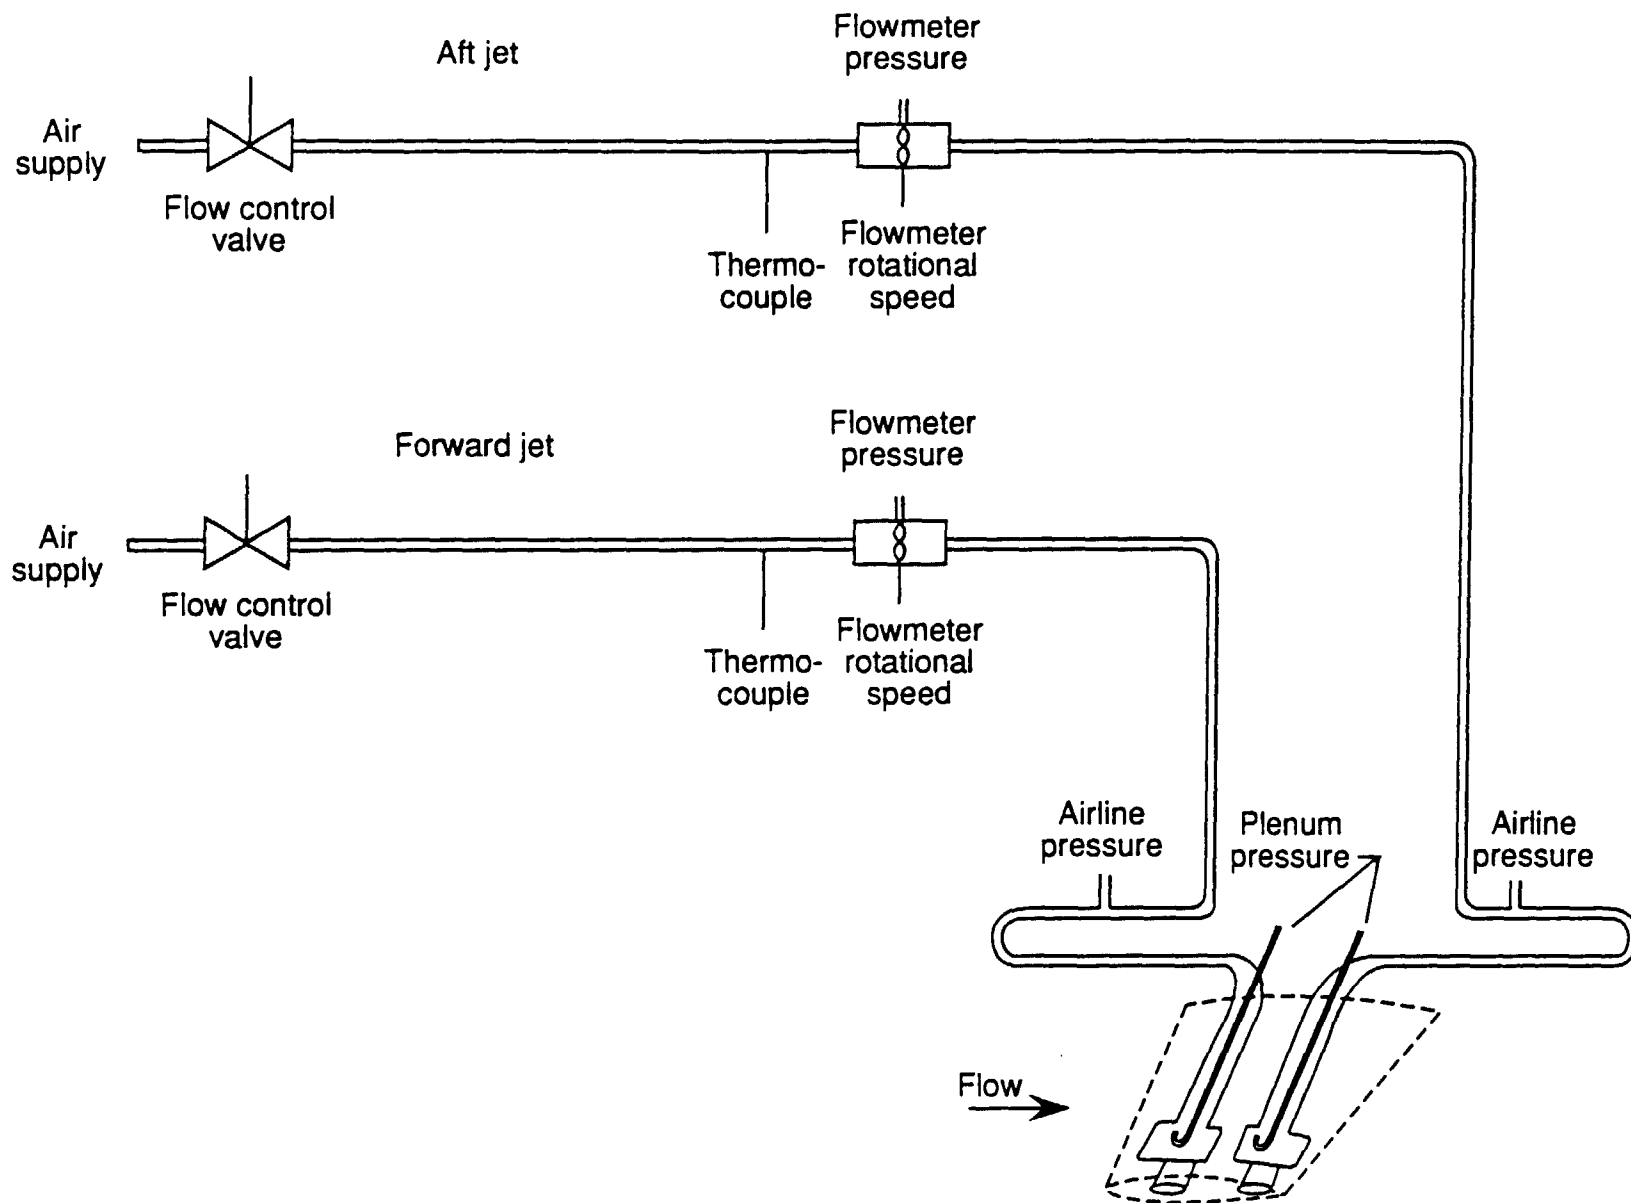 Aft jet
Flowmeter
pressure
Air
supply
Flow control
valve
Thermo-
couple
Flowmeter
rotational
speed
Forward jet
Flowmeter
pressure
Air
supply
Flow control
valve
Thermo-
couple
Flowmeter
rotational
speed
Airline
pressure
Plenum
pressure
Airline
pressure
Flow